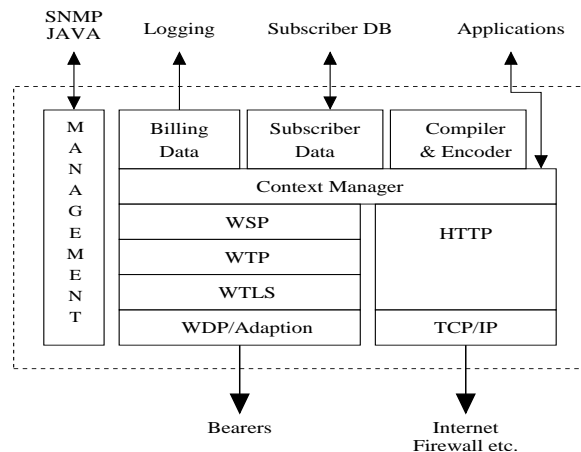 SNMP
JAVA
Logging
Subscriber DB
Applications
MANAGEMENT
Billing
Data
Subscriber
Data
Compiler
& Encoder
Context Manager
WSP
HTTP
WTP
WTLS
WDP/Adaption
TCP/IP
Bearers
Internet
Firewall etc.